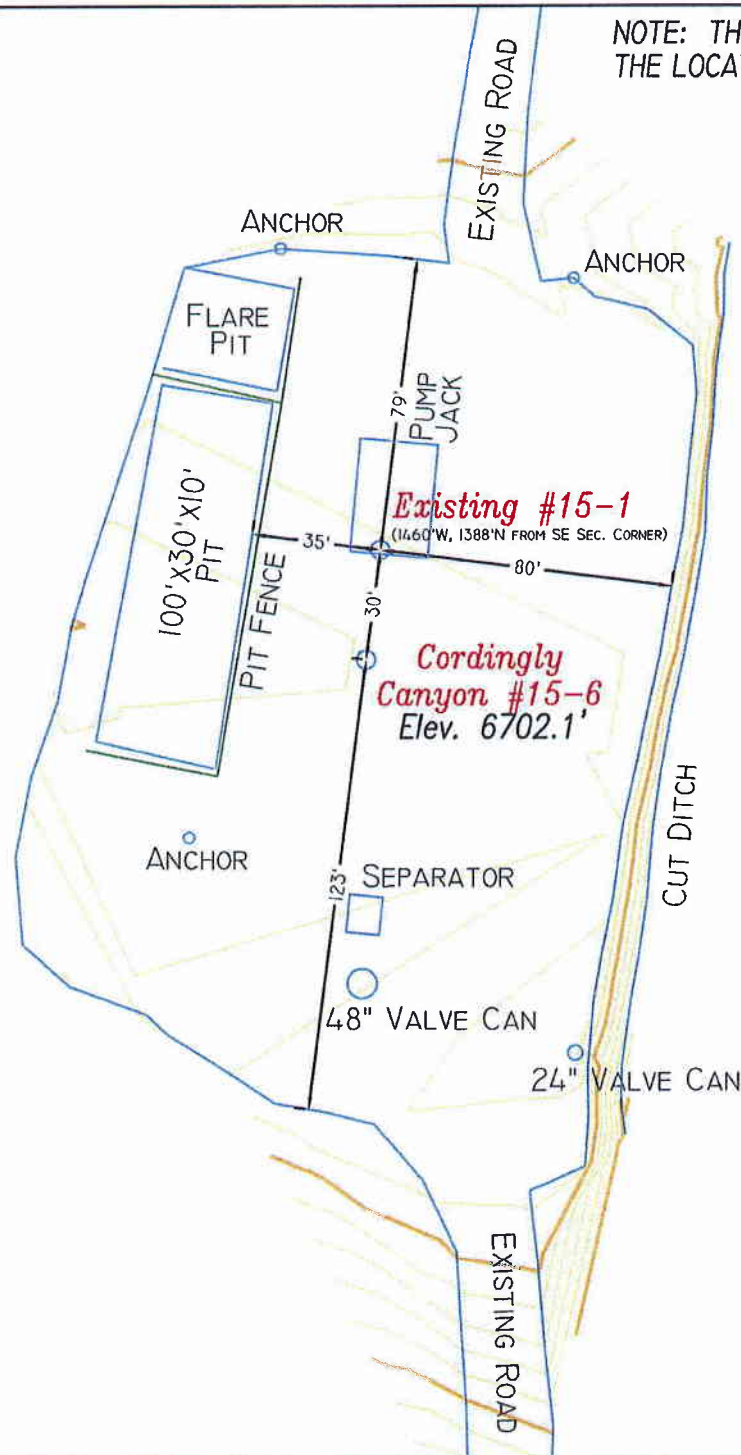 NOTE: TH
THE LOCA
EXISTING ROAD
ANCHOR
ANCHOR
FLARE
PIT
79'
PUMP
JACK
Existing #15-1
(1460'W, 1388'N FROM SE SEC. CORNER)
35'
80'
100'X30'X10'
PIT
PIT FENCE
30'
Cordingly
Canyon #15-6
Elev. 6702.1'
CUT DITCH
ANCHOR
123'
SEPARATOR
48" VALVE CAN
24" VALVE CAN
EXISTING ROAD